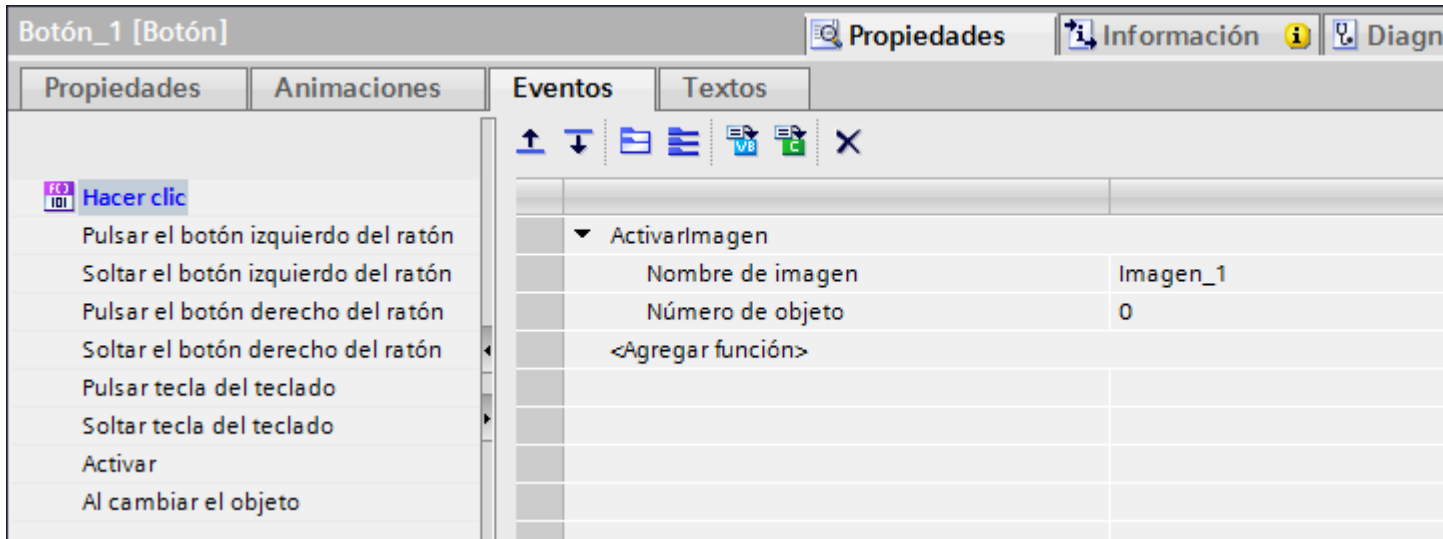 Botón_1 [Botón]
Propiedades
Información
Diagn
Propiedades
Animaciones
Eventos
Textos
Hacer clic
Pulsar el botón izquierdo del ratón
Soltar el botón izquierdo del ratón
Pulsar el botón derecho del ratón
Soltar el botón derecho del ratón
Pulsar tecla del teclado
Soltar tecla del teclado
Activar
Al cambiar el objeto
ActivarImagen
Nombre de imagen Imagen_1
Número de objeto 0
<Agregar función>